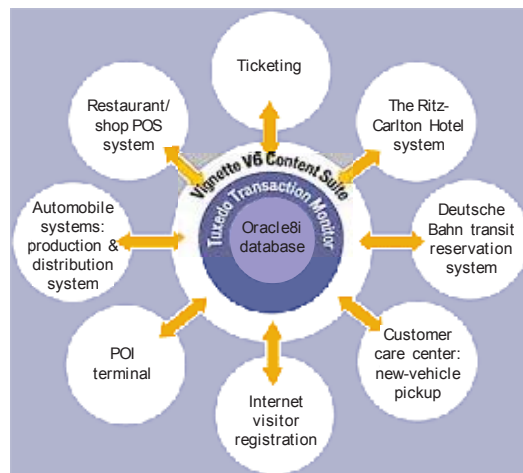 Ticketing
Restaurant/
shop POS
system
The Ritz-
Carlton Hotel
system
Vignette V6 Content Suite
Tuxedo Transaction Monitor
Oracle8i
database
Automobile
systems:
production &
distribution
system
Deutsche
Bahn transit
reservation
system
POI
terminal
Customer
care center:
new-vehicle
pickup
Internet
visitor
registration